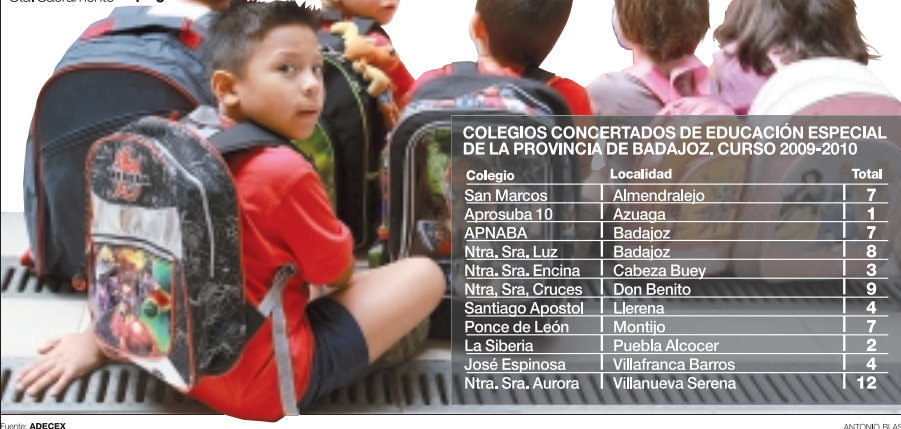 Sta. Sacramento
COLEGIOS CONCERTADOS DE EDUCACIÓN ESPECIAL
DE LA PROVINCIA DE BADAJOZ. CURSO 2009-2010
Colegio Localidad Total
San Marcos Almendralejo 7
Aprosuba 10 Azuaga 1
APNABA Badajoz 7
Ntra. Sra. Luz Badajoz 8
Ntra. Sra. Encina Cabeza Buey 3
Ntra, Sra, Cruces Don Benito 9
Santiago Apostol Llerena 4
Ponce de León Montijo 7
La Siberia Puebla Alcocer 2
José Espinosa Villafranca Barros 4
Ntra. Sra. Aurora Villanueva Serena 12
Fuente: ADECEX
ANTONIO BLAS